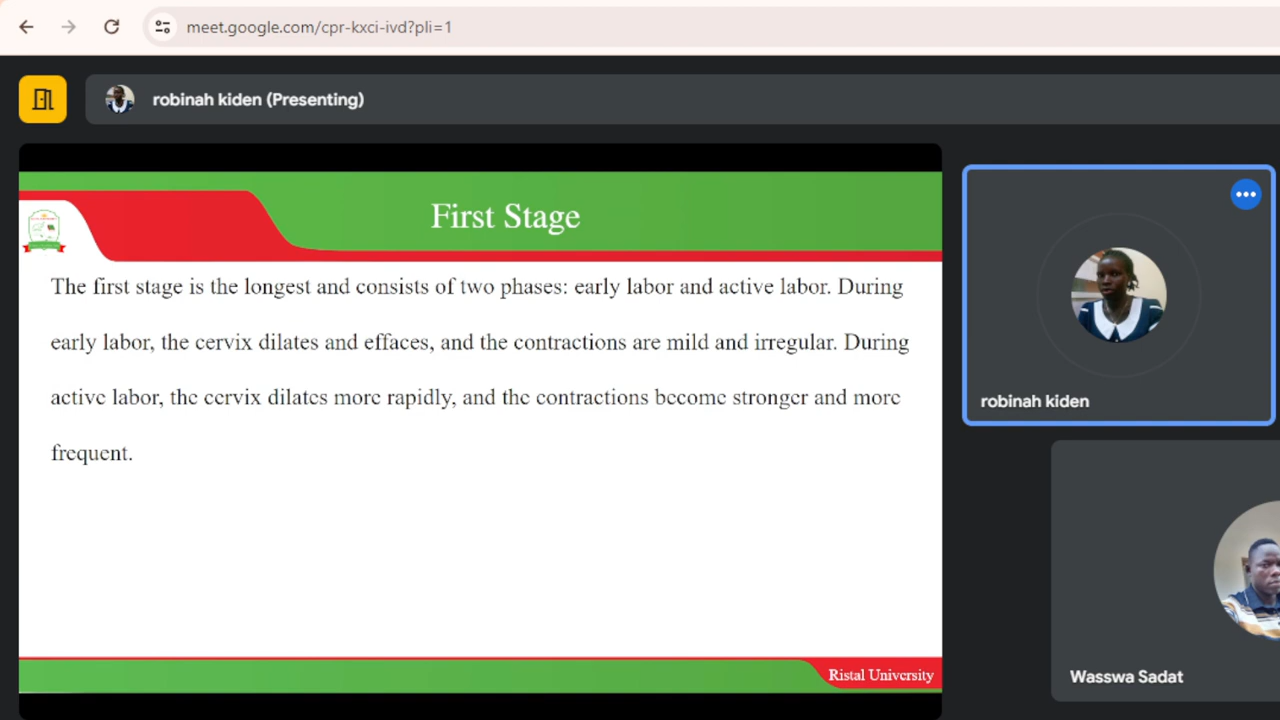 meet.google.com/cpr-kxci-ivd?pli=1
robinah kiden (Presenting)
First Stage
The first stage is the longest and consists of two phases: early labor and active labor. During
early labor, the cervix dilates and effaces, and the contractions are mild and irregular. During
active labor, the cervix dilates more rapidly, and the contractions become stronger and more
frequent.
robinah kiden
Wasswa Sadat
Ristal University